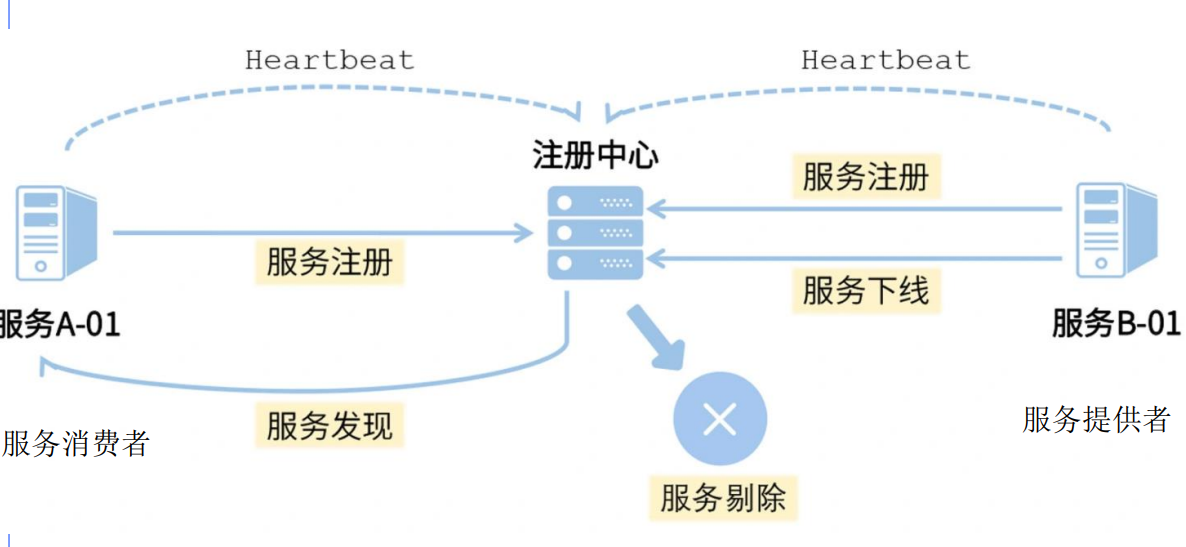 Heartbeat
Heartbeat
注册中心
服务注册
服务注册
服务下线
服务A-01
服务B-01
服务发现
服务提供者
服务消费者
服务剔除